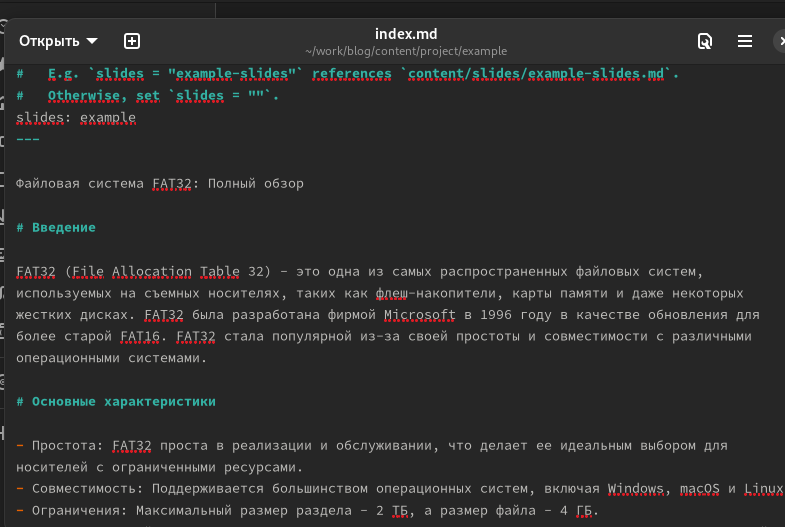 Открыть
index.md
~/work/blog/content/project/example
#   E.g. `slides = "example-slides"` references `content/slides/example-slides.md`.
#   Otherwise, set `slides = ""`.
slides: example
---
Файловая система FAT32: Полный обзор
# Введение
FAT32 (File Allocation Table 32) - это одна из самых распространенных файловых систем,
используемых на съемных носителях, таких как флеш-накопители, карты памяти и даже некоторых
жестких дисках. FAT32 была разработана фирмой Microsoft в 1996 году в качестве обновления для
более старой FAT16. FAT32 стала популярной из-за своей простоты и совместимости с различными
операционными системами.
# Основные характеристики
- Простота: FAT32 проста в реализации и обслуживании, что делает ее идеальным выбором для
носителей с ограниченными ресурсами.
- Совместимость: Поддерживается большинством операционных систем, включая Windows, macOS и Linux
- Ограничения: Максимальный размер раздела - 2 ТБ, а размер файла - 4 ГБ.